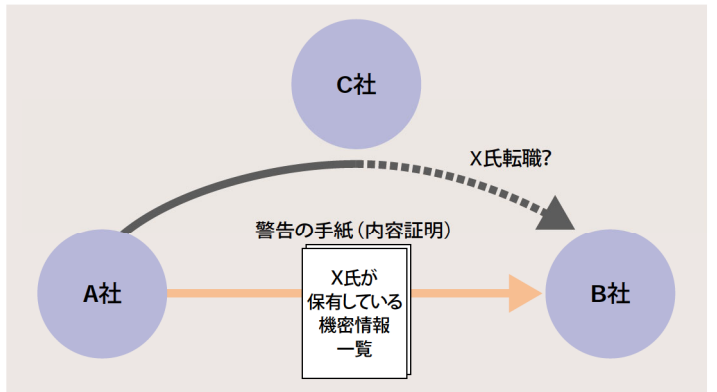 C社
X氏転職?
警告の手紙(内容証明)
A社
X氏が
保有している
機密情報
一覧
B社